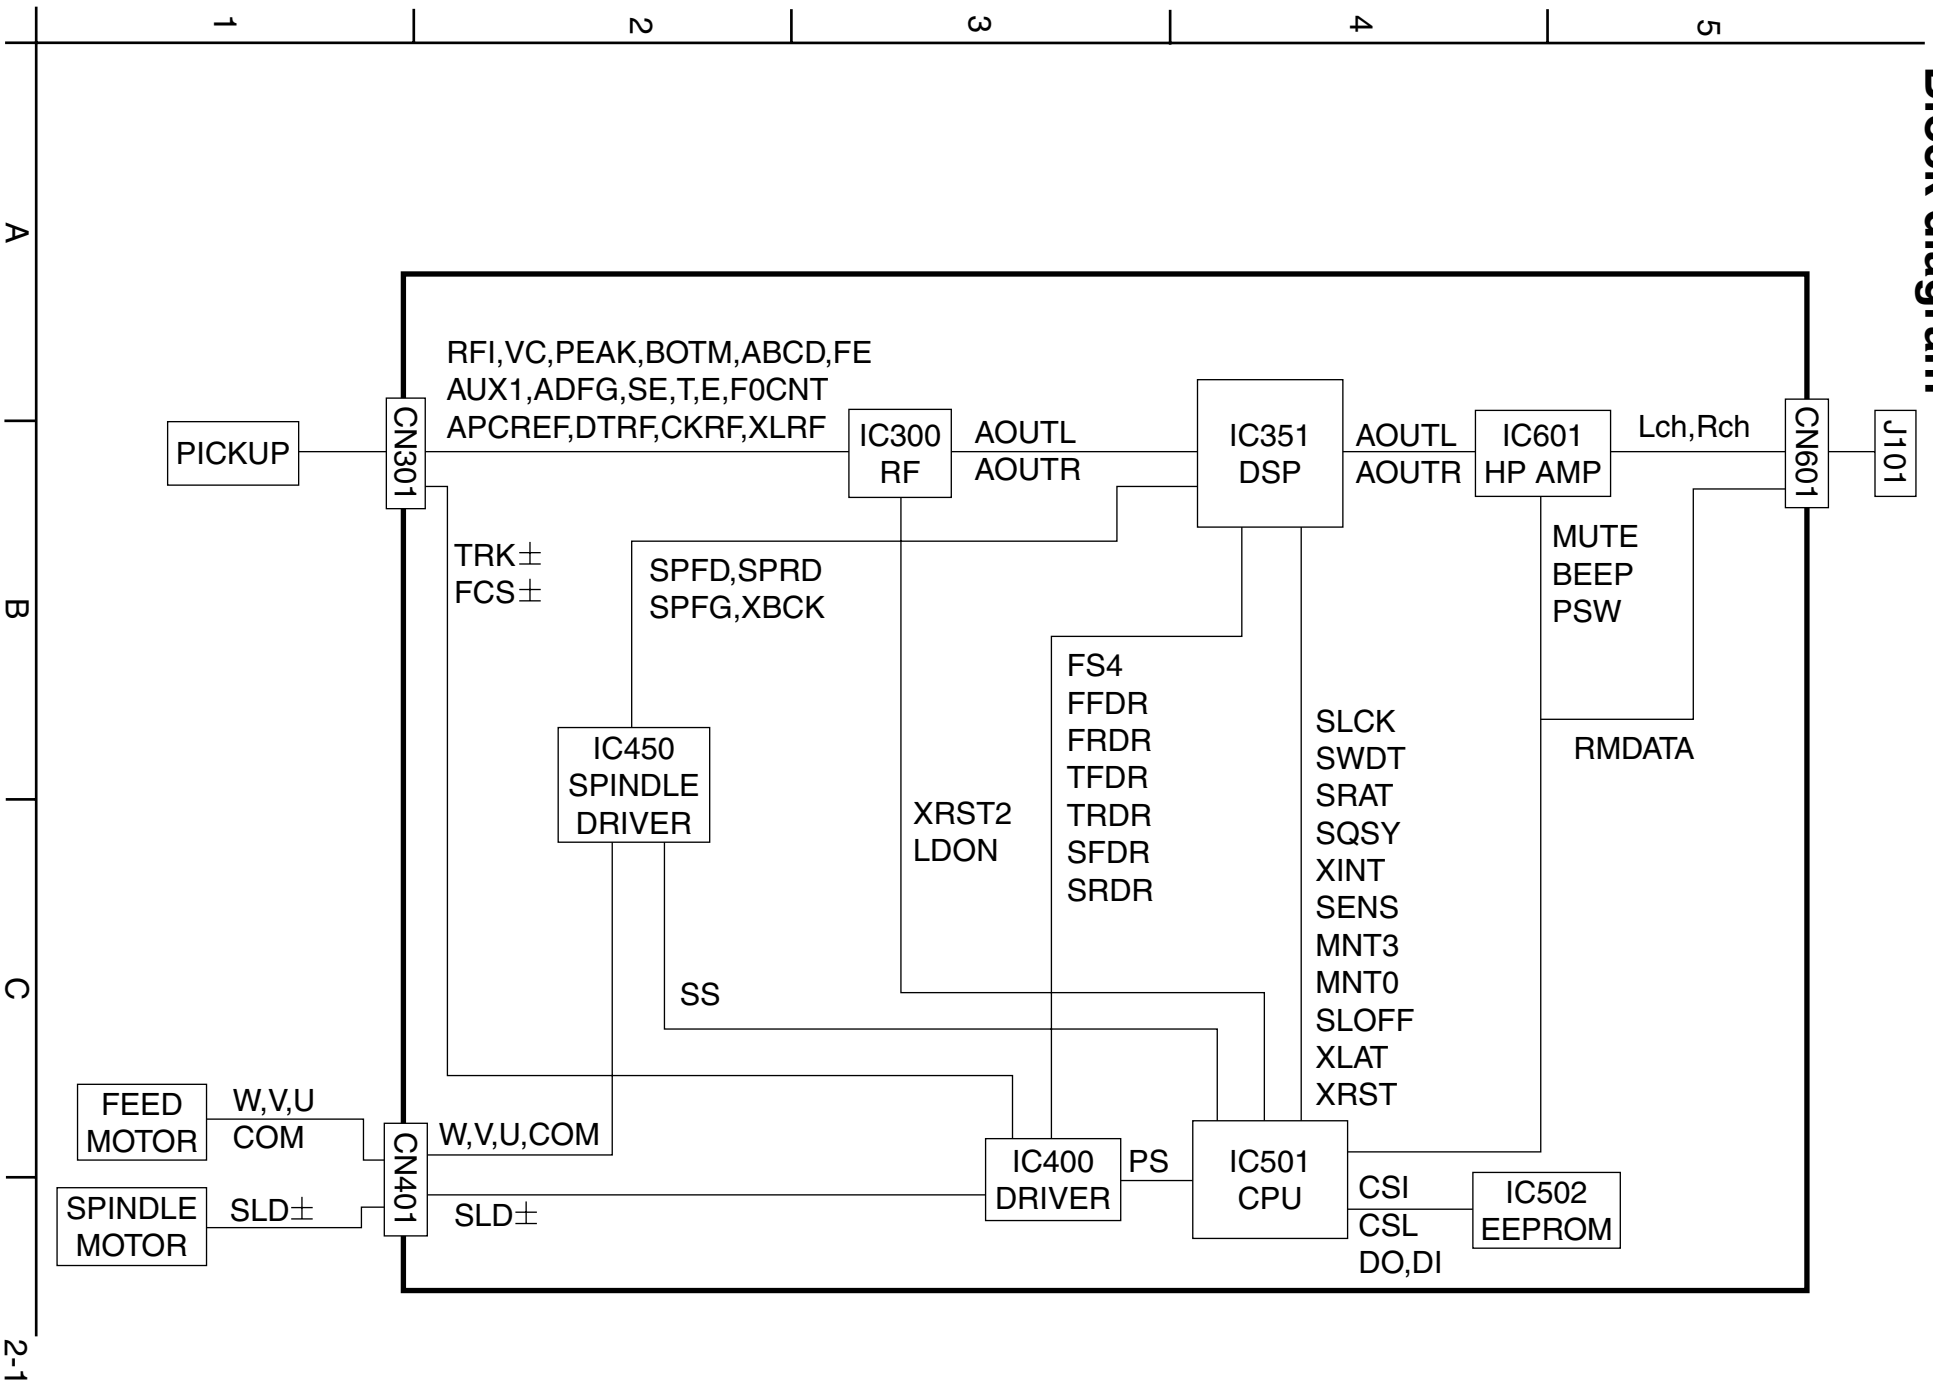 1
2
3
4
5
Block diagram
A
B
C
2-1
RFI,VC,PEAK,BOTM,ABCD,FE
AUX1,ADFG,SE,T,E,F0CNT
APCREF,DTRF,CKRF,XLRF
PICKUP
CN301
IC300
RF
AOUTL
AOUTR
IC351
DSP
AOUTL
AOUTR
IC601
HP AMP
Lch,Rch
CN601
J101
TRK±
FCS±
SPFD,SPRD
SPFG,XBCK
MUTE
BEEP
PSW
FS4
FFDR
FRDR
TFDR
TRDR
SFDR
SRDR
SLCK
SWDT
SRAT
SQSY
XINT
SENS
MNT3
MNT0
SLOFF
XLAT
XRST
RMDATA
IC450
SPINDLE
DRIVER
XRST2
LDON
SS
FEED
MOTOR
W,V,U
COM
CN401
W,V,U,COM
SPINDLE
MOTOR
SLD±
SLD±
IC400
DRIVER
PS
IC501
CPU
CSI
CSL
DO,DI
IC502
EEPROM